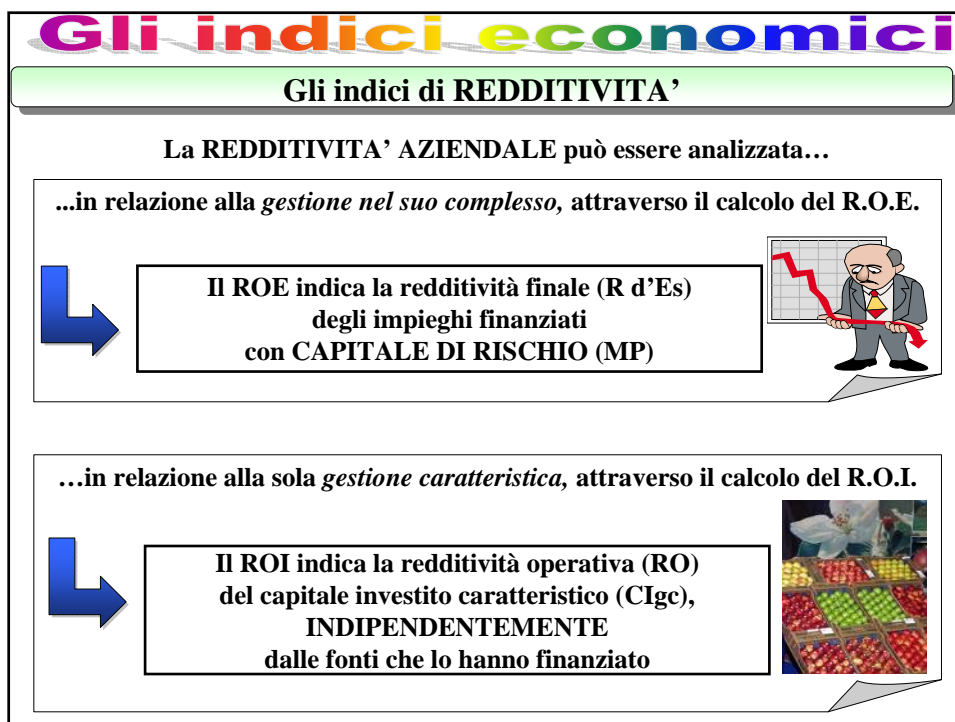 Gli indici economici
Gli indici di REDDITIVITA’
La REDDITIVITA’ AZIENDALE può essere analizzata…
...in relazione alla gestione nel suo complesso, attraverso il calcolo del R.O.E.
Il ROE indica la redditività finale (R d’Es)
degli impieghi finanziati
con CAPITALE DI RISCHIO (MP)
…in relazione alla sola gestione caratteristica, attraverso il calcolo del R.O.I.
Il ROI indica la redditività operativa (RO)
del capitale investito caratteristico (CIgc),
INDIPENDENTEMENTE
dalle fonti che lo hanno finanziato